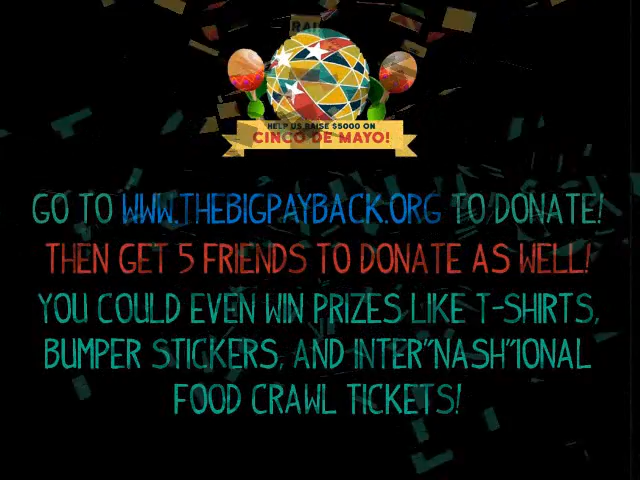 RAI
HELP US RAISE $5000 ON
CINCO DE MAYO!
GO TO WWW.THEBIGPAYBACK.ORG TO DONATE!
THEN GET 5 FRIENDS TO DONATE AS WELL!
YOU COULD EVEN WIN PRIZES LIKE T-SHIRTS,
BUMPER STICKERS, AND INTER"NASH"IONAL
FOOD CRAWL TICKETS!